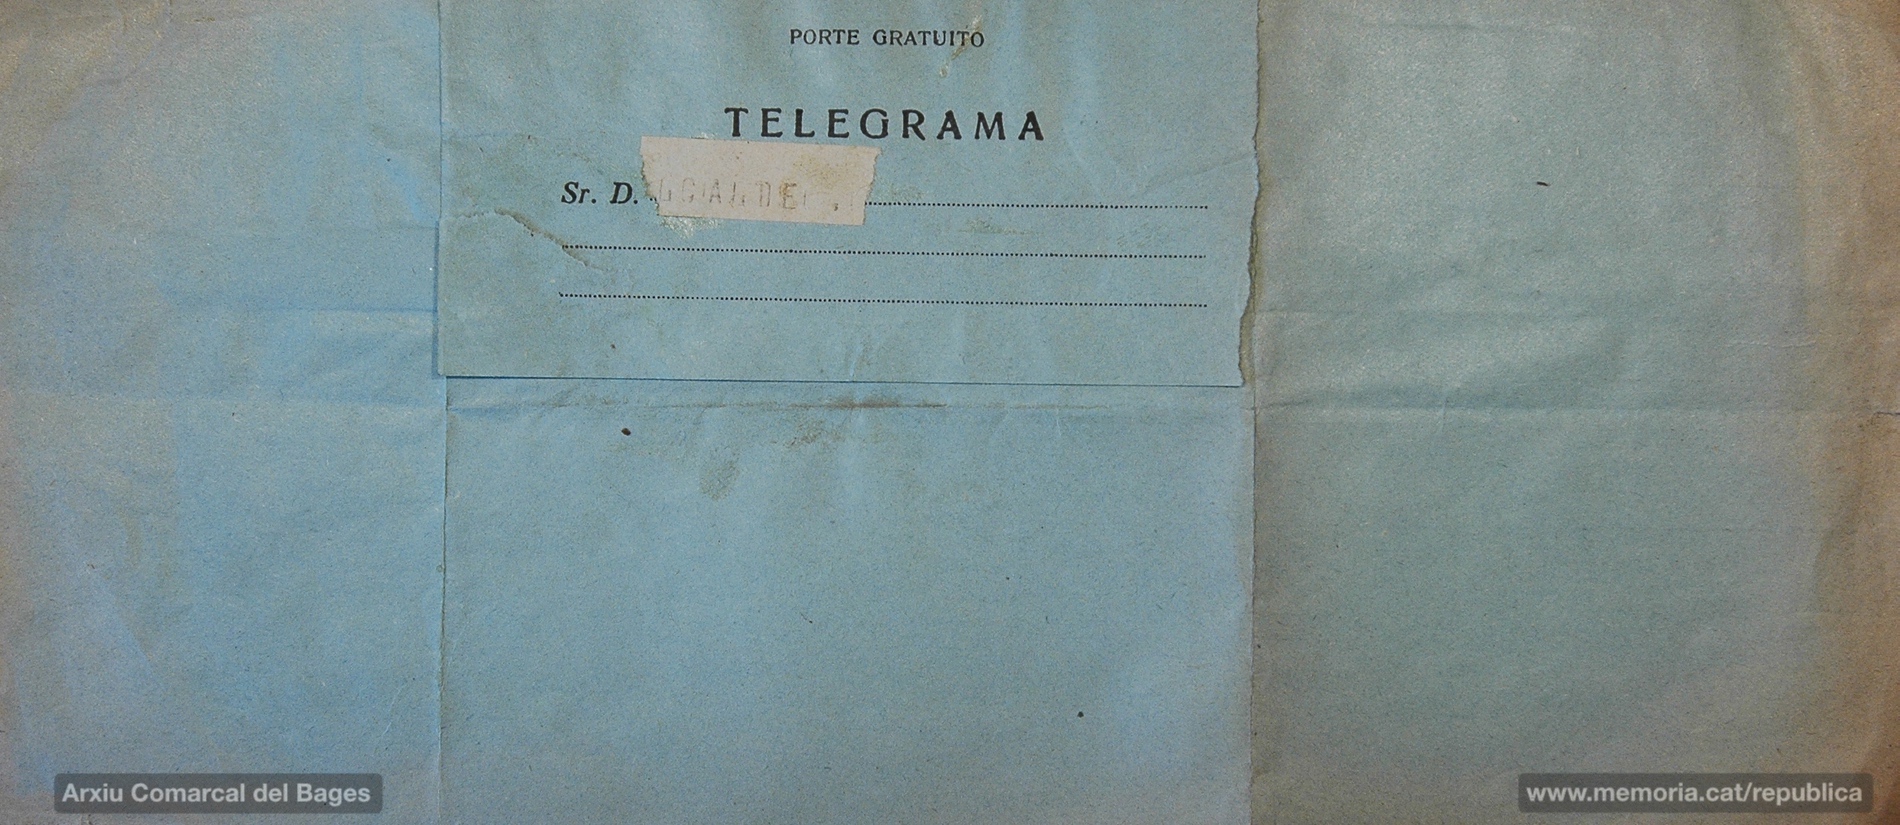 PORTE GRATUITO
TELEGRAMA
Sr. D.
Arxiu Comarcal del Bages
www.memoria.cat/republica